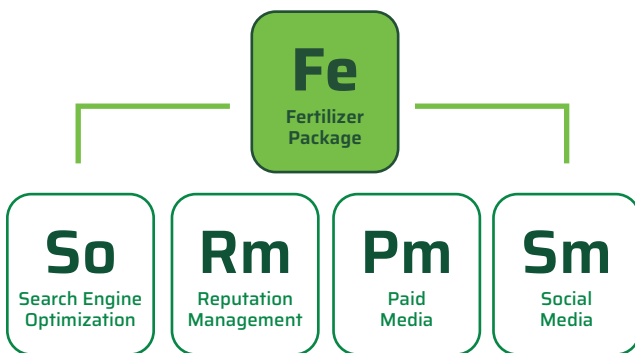 Fe
Fertilizer
Package
So
Search Engine
Optimization
Rm
Reputation
Management
Pm
Paid
Media
Sm
Social
Media